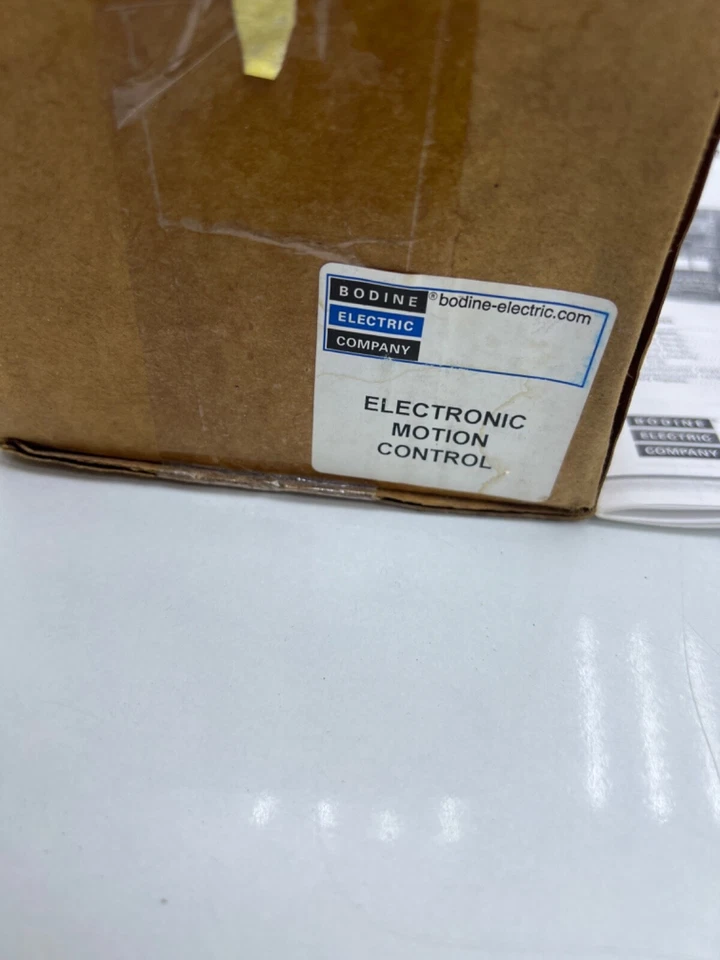 BODINE
ELECTRIC
COMPANY
®bodine-electric.com
ELECTRONIC
MOTION
CONTROL
BODINE
ELECTRIC
COMPANY